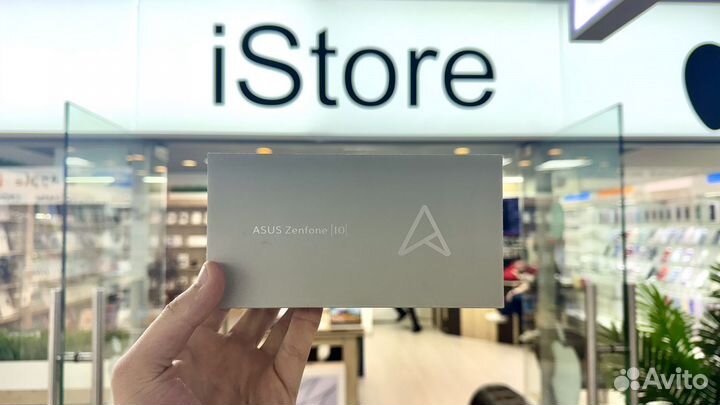 iStore
ASUS Zenfone [10]
Avito